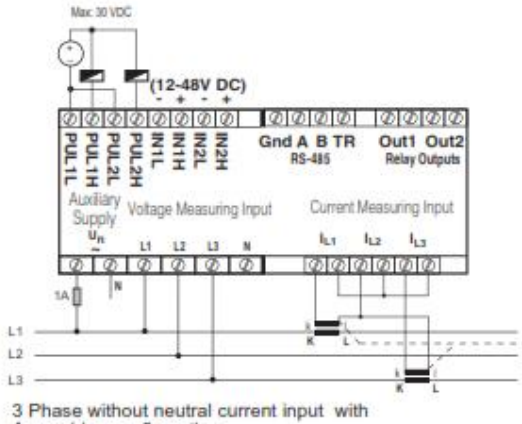 Max: 30 VDC
(12-48V DC)
- + - +
PUL1L PUL1H PUL2L PUL2H IN1L IN1H IN2L IN2H
Gnd A B TR Out1 Out2
RS-485 Relay Outputs
Auxiliary Supply
Voltage Measuring Input
Current Measuring Input
Un
~
L1 L2 L3 N
IL1 IL2 IL3
1A
N
L1
k l
K L
L2
L3
k l
K L
3 Phase without neutral current input with